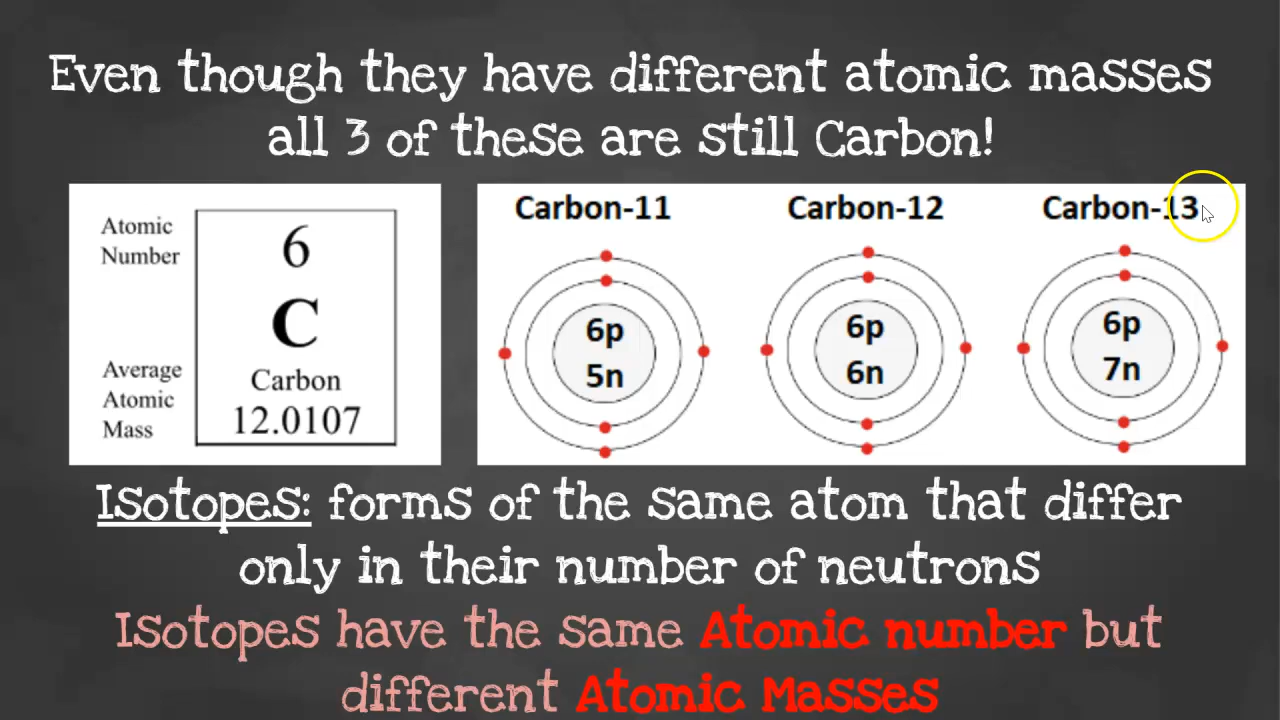 Even though they have different atomic masses
all 3 of these are still Carbon!
Atomic
Number
6
C
Average
Atomic
Mass
Carbon
12.0107
Carbon-11
6p
5n
Carbon-12
6p
6n
Carbon-13
6p
7n
Isotopes: forms of the same atom that differ
only in their number of neutrons
Isotopes have the same Atomic number but
different Atomic Masses